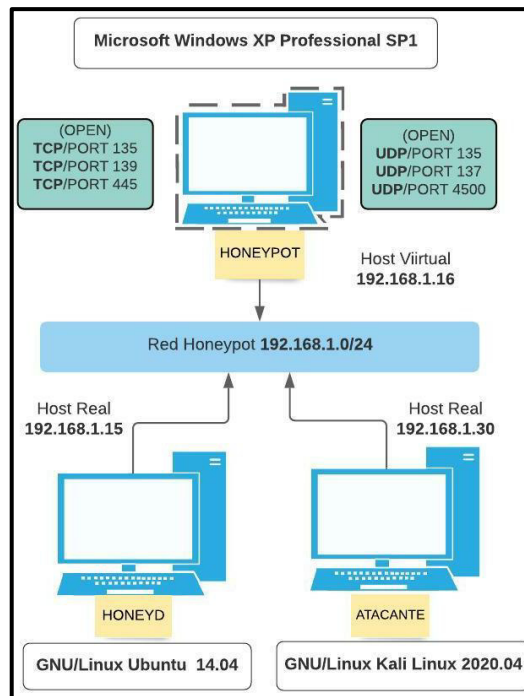 Microsoft Windows XP Professional SP1
(OPEN)
TCP/PORT 135
TCP/PORT 139
TCP/PORT 445
(OPEN)
UDP/PORT 135
UDP/PORT 137
UDP/PORT 4500
HONEYPOT
Host Viirtual
192.168.1.16
Red Honeypot 192.168.1.0/24
Host Real
192.168.1.15
Host Real
192.168.1.30
HONEYD
ATACANTE
GNU/Linux Ubuntu 14.04
GNU/Linux Kali Linux 2020.04